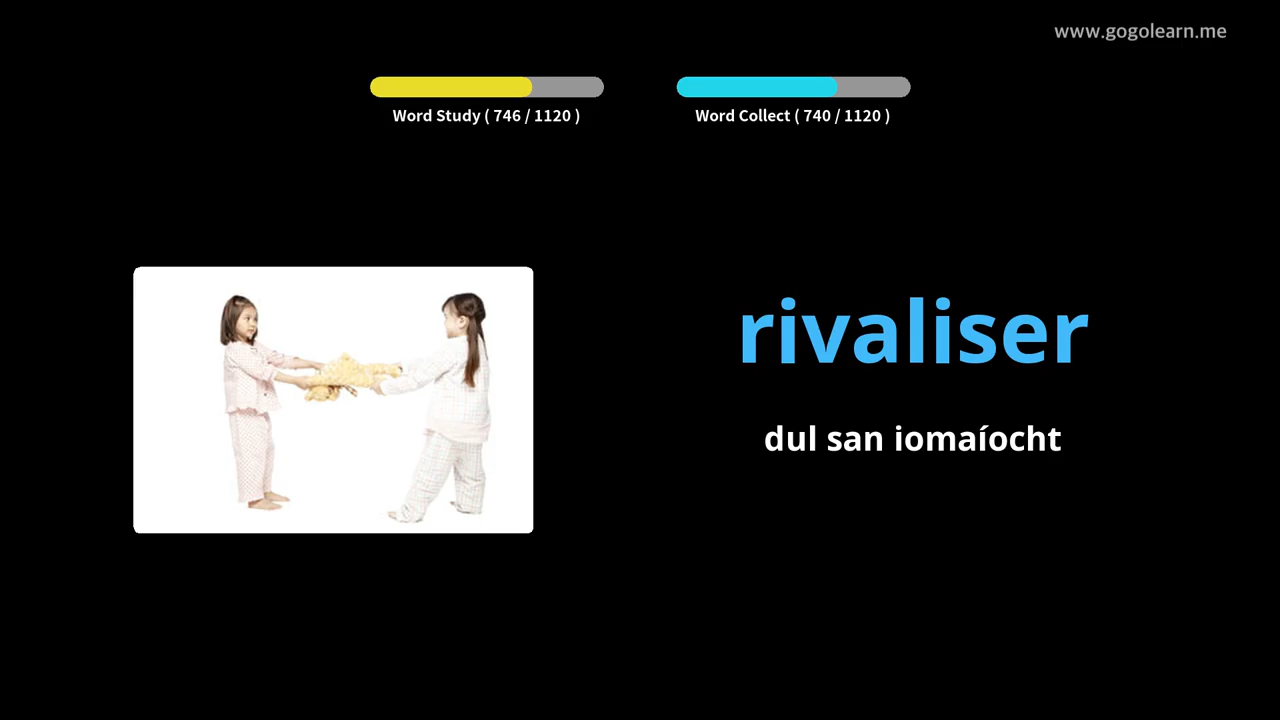 www.gogolearn.me
Word Study ( 746 / 1120 )
Word Collect ( 740 / 1120 )
rivaliser
dul san iomaíocht